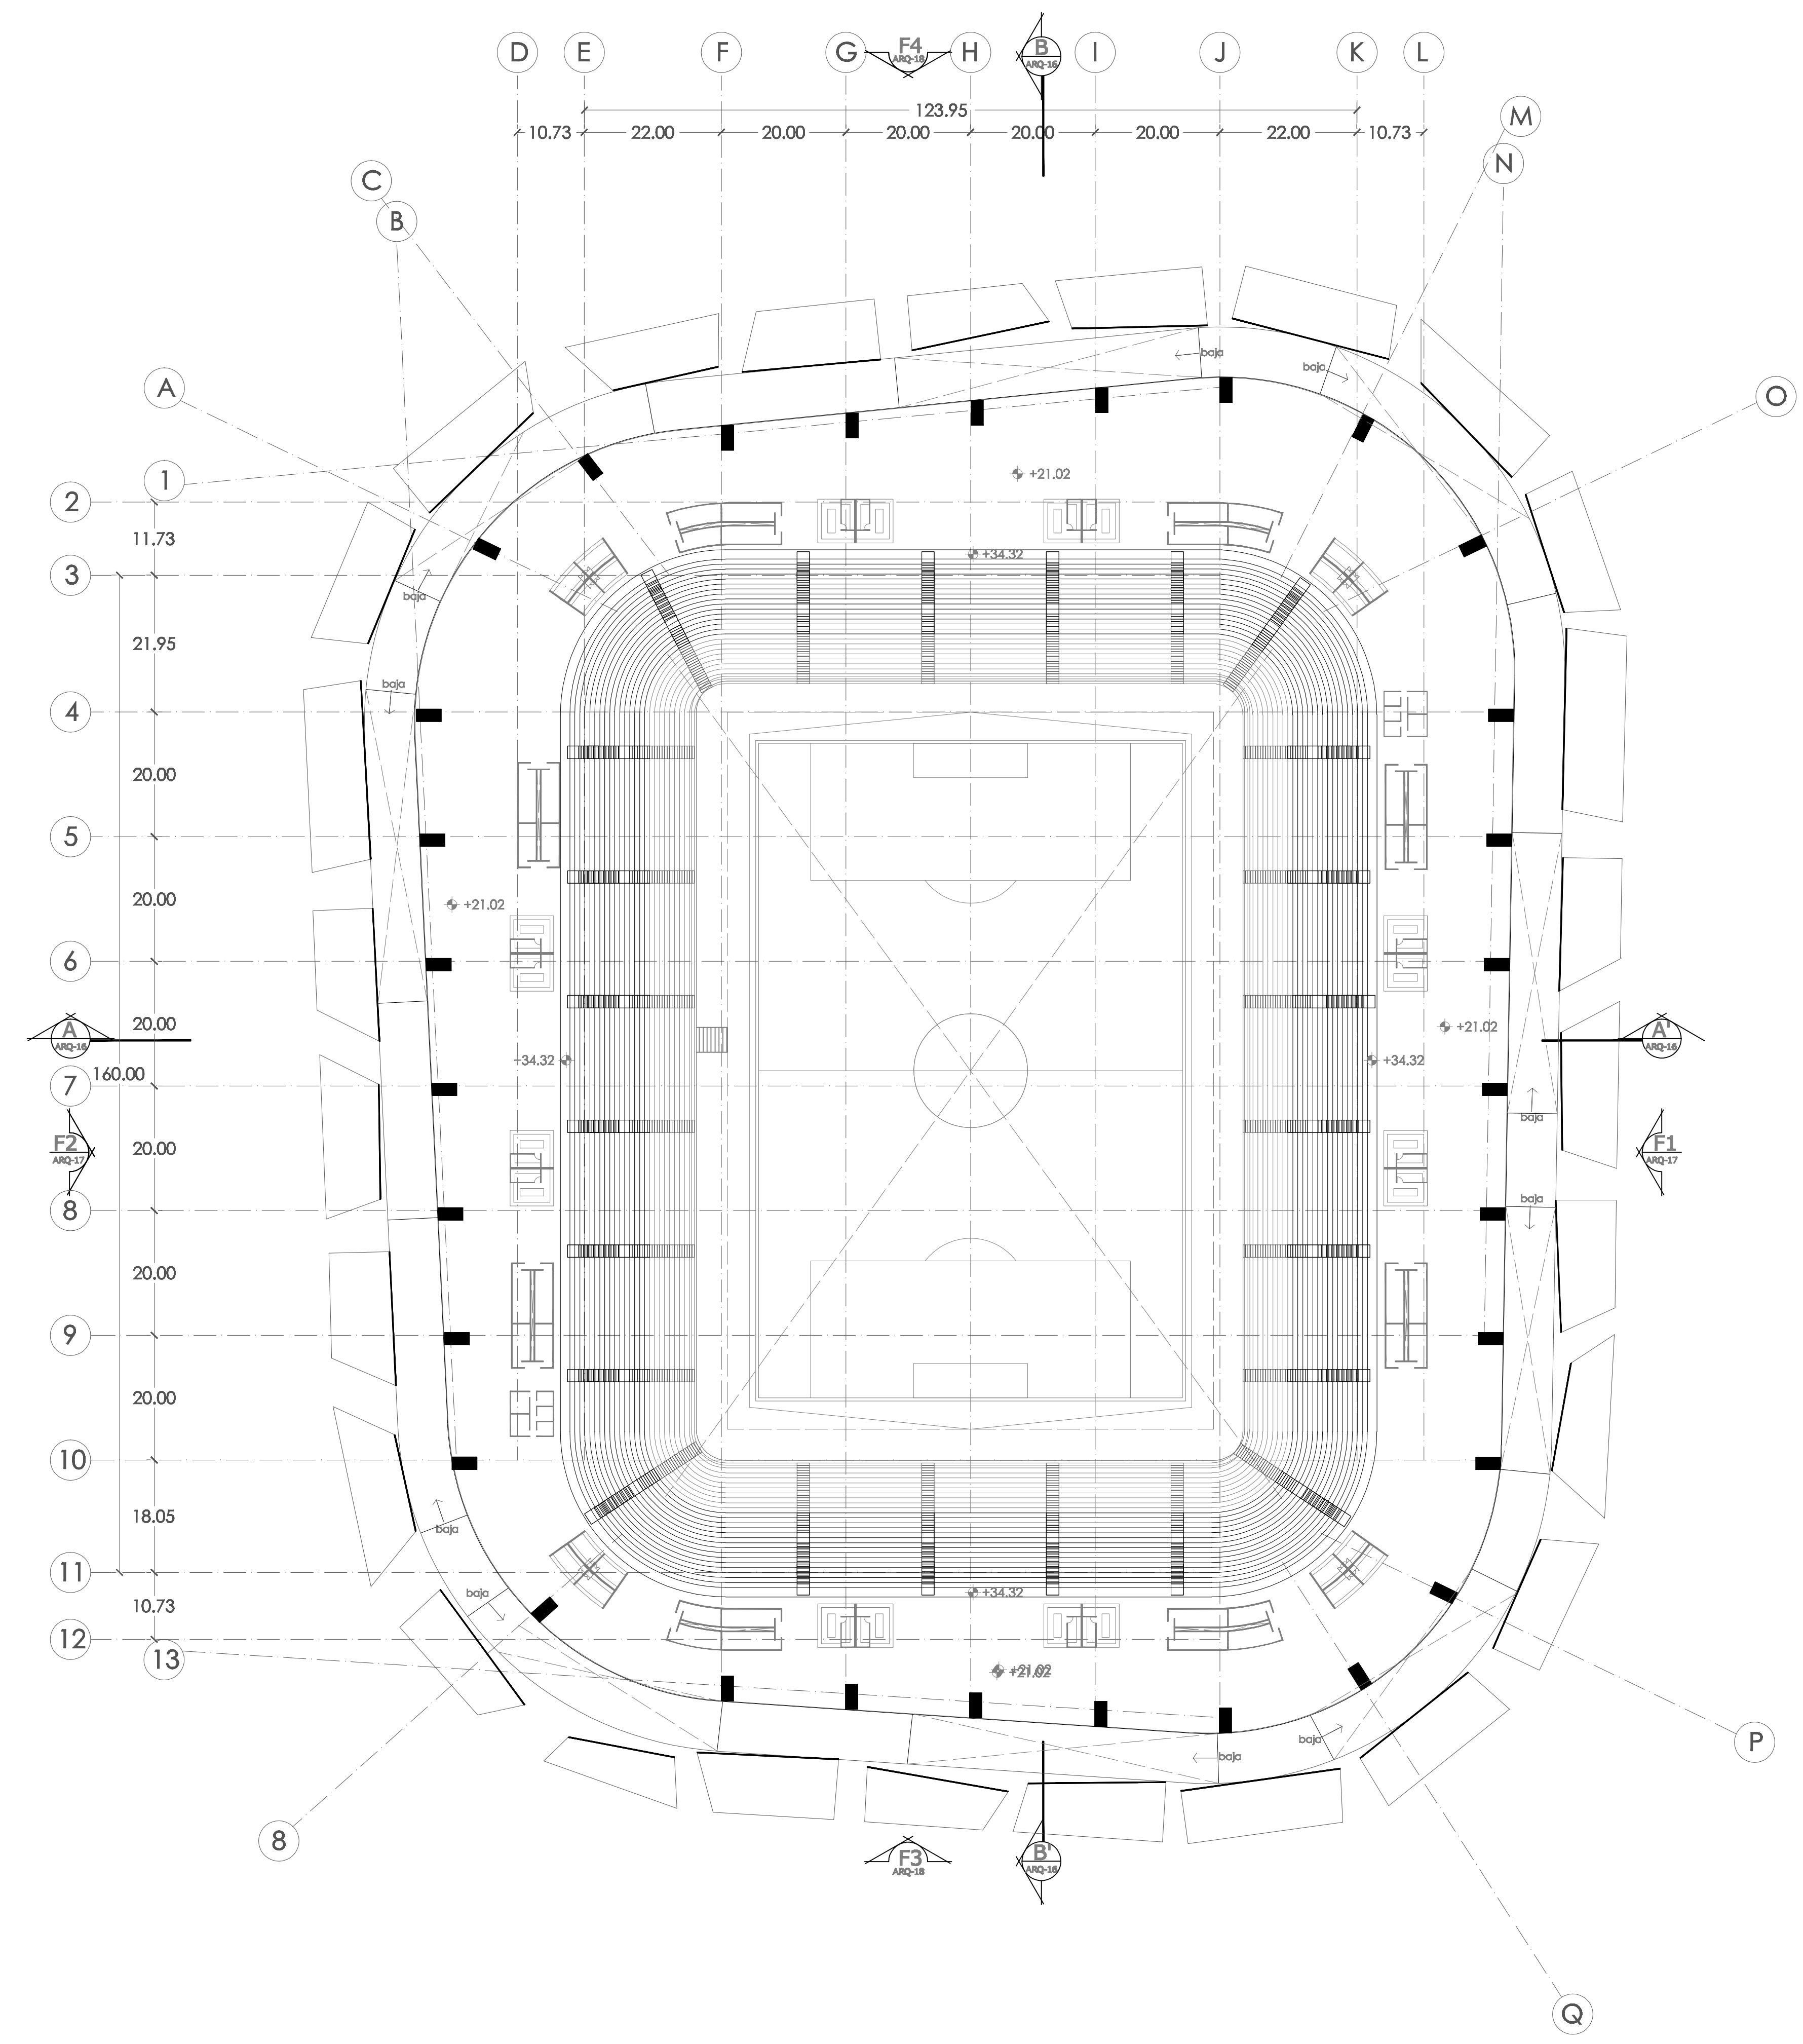 D E F G F4 ARQ-18 H B ARQ-16 I J K L
123.95
10.73 22.00 20.00 20.00 20.00 20.00 22.00 10.73
M
N
C
B
A
O
baja
baja
1
2
+21.02
11.73
+34.32
3
baja
21.95
baja
4
20.00
5
20.00
+21.02
6
20.00
+21.02
A ARQ-16
A' ARQ-16
+34.32
+34.32
160.00
7
baja
20.00
F2 ARQ-17
F1 ARQ-17
baja
8
20.00
9
20.00
10
18.05
baja
11
+34.32
baja
10.73
12
13
+21.02
+21.02
baja
baja
P
8
F3 ARQ-18
B' ARQ-16
Q